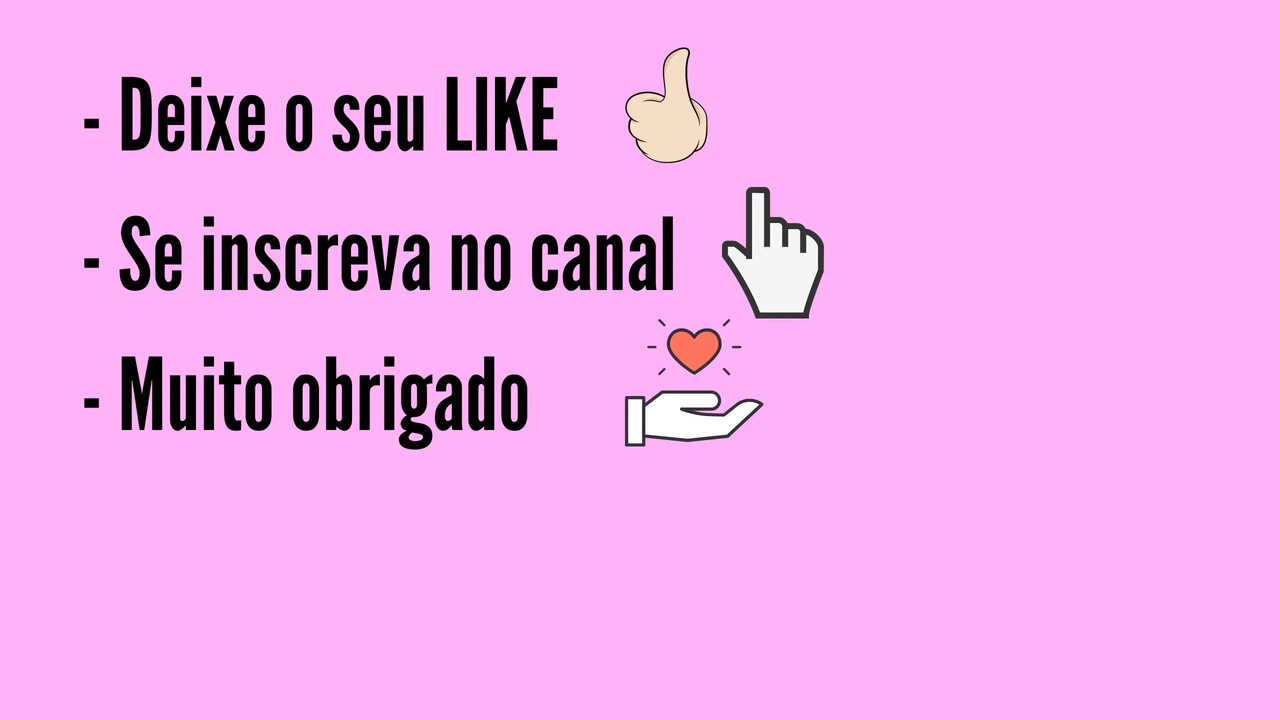 - Deixe o seu LIKE
- Se inscreva no canal
- Muito obrigado